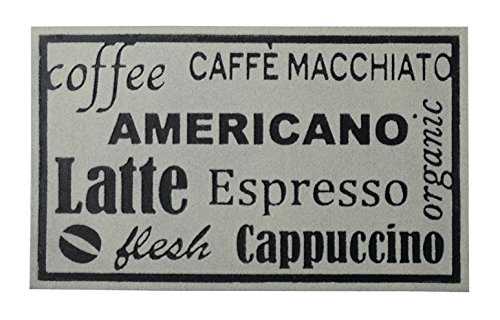 coffee CAFFÈ MACCHIATO
AMERICANO
organic
Latte Espresso
flesh Cappuccino